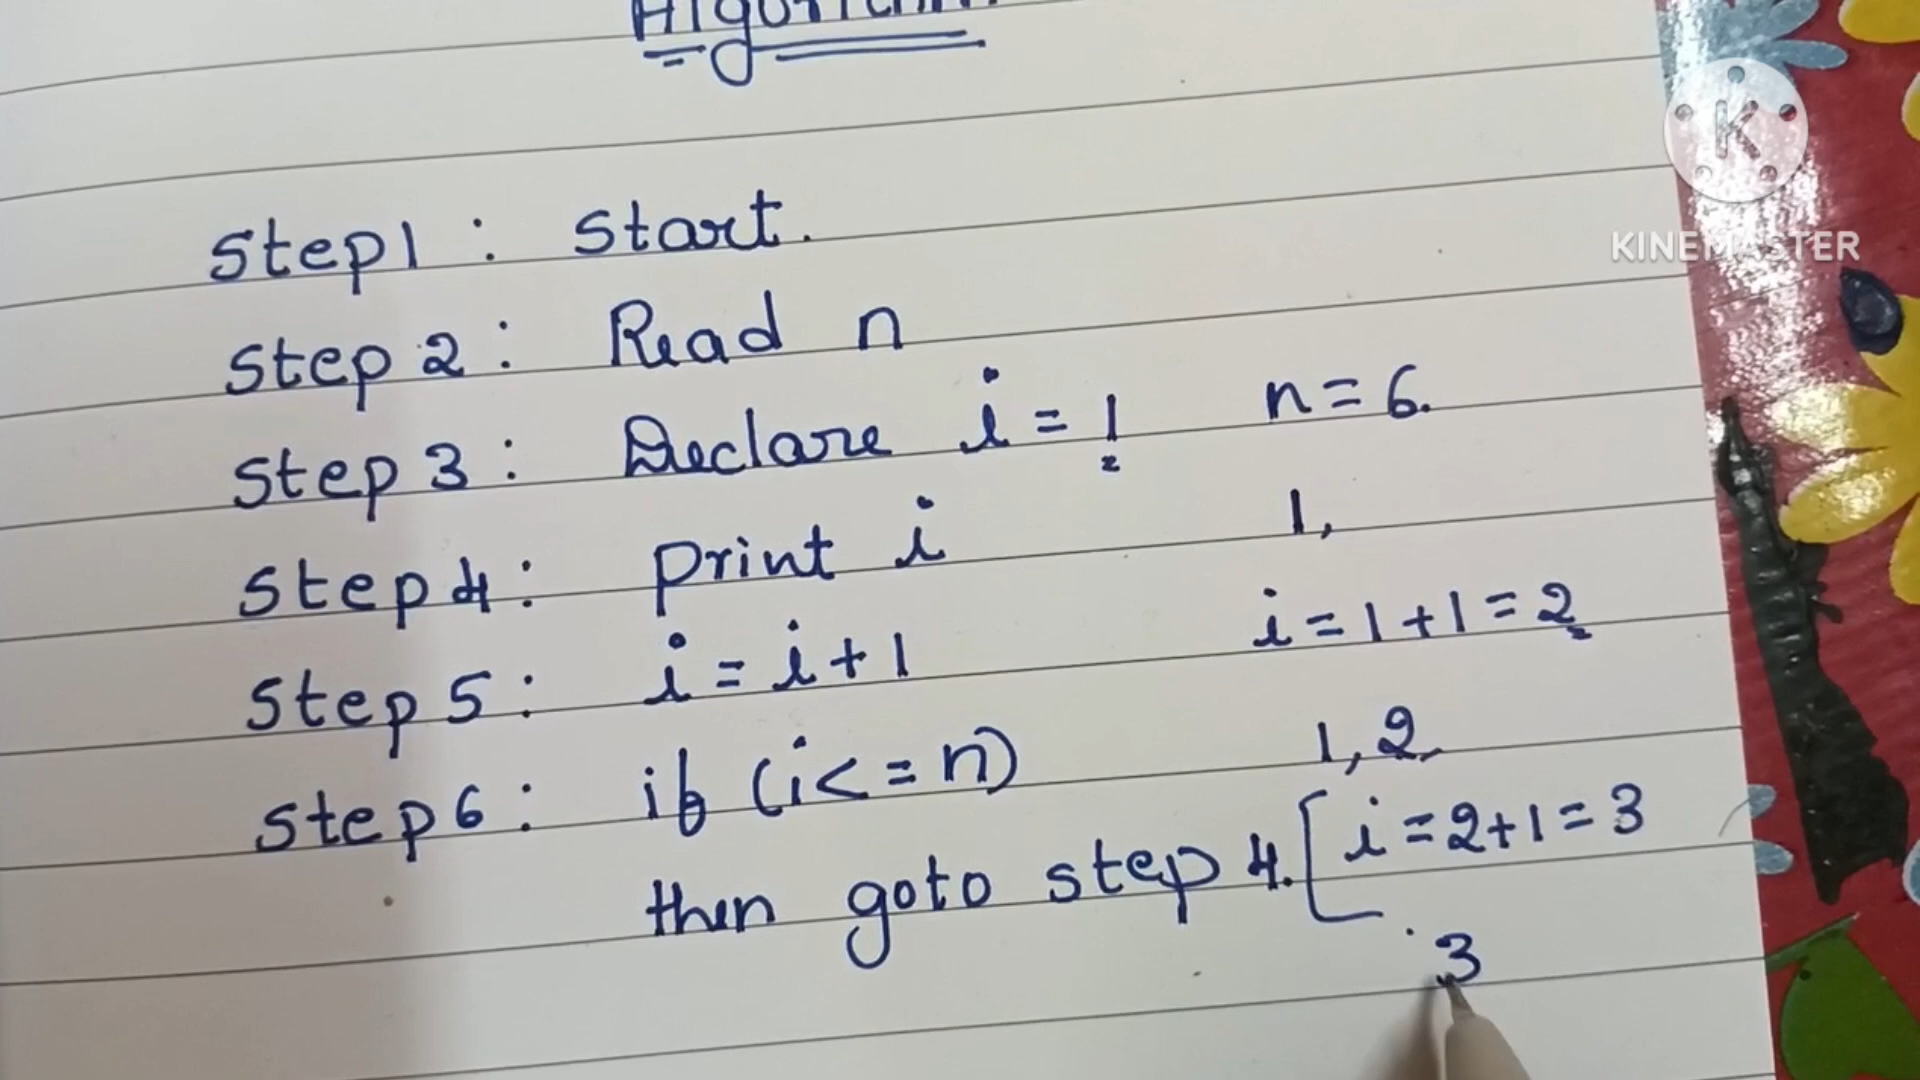 Algorithm
Step1 : Start.
Step 2 : Read n
Step 3 : Declare i = 1 n = 6.
Step 4 : Print i 1,
Step 5 : i = i + 1 i = 1 + 1 = 2
Step 6 : if (i < = n) 1, 2,
then goto step 4. [ i = 2 + 1 = 3
3
K
KINEMASTER